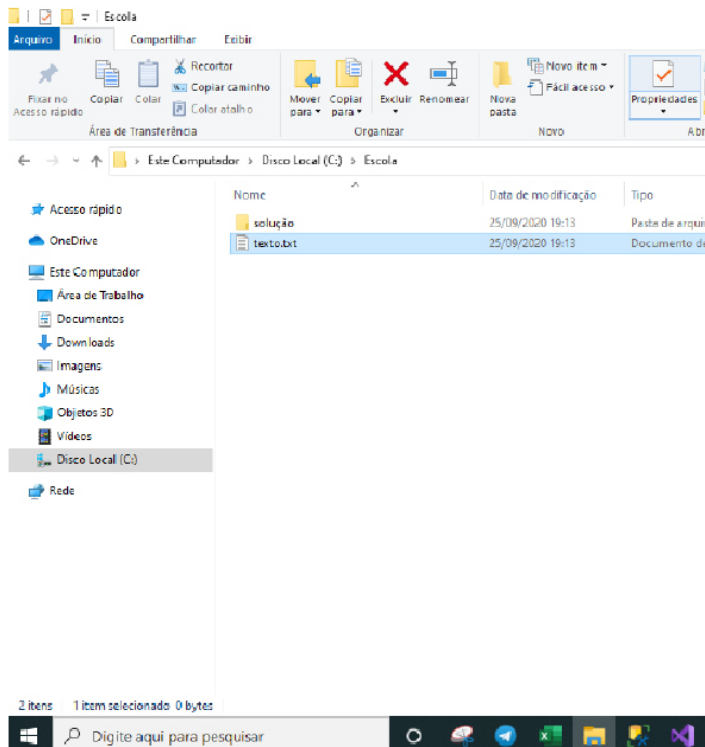 Escola
Arquivo Início Compartilhar Exibir
Fixar no Acesso rápido
Copiar
Colar
Recortar
Copiar caminho
Colar atalho
Mover para
Copiar para
Excluir
Renomear
Nova pasta
Novo item
Fácil acesso
Propriedades
Área de Transferência Organizar Novo Abr
Este Computador > Disco Local (C:) > Escola
Nome Data de modificação Tipo
solução 25/09/2020 19:13 Pasta de arqui
texto.txt 25/09/2020 19:13 Documento de
Acesso rápido
OneDrive
Este Computador
Área de Trabalho
Documentos
Downloads
Imagens
Músicas
Objetos 3D
Vídeos
Disco Local (C:)
Rede
2 itens 1 item selecionado 0 bytes
Digite aqui para pesquisar